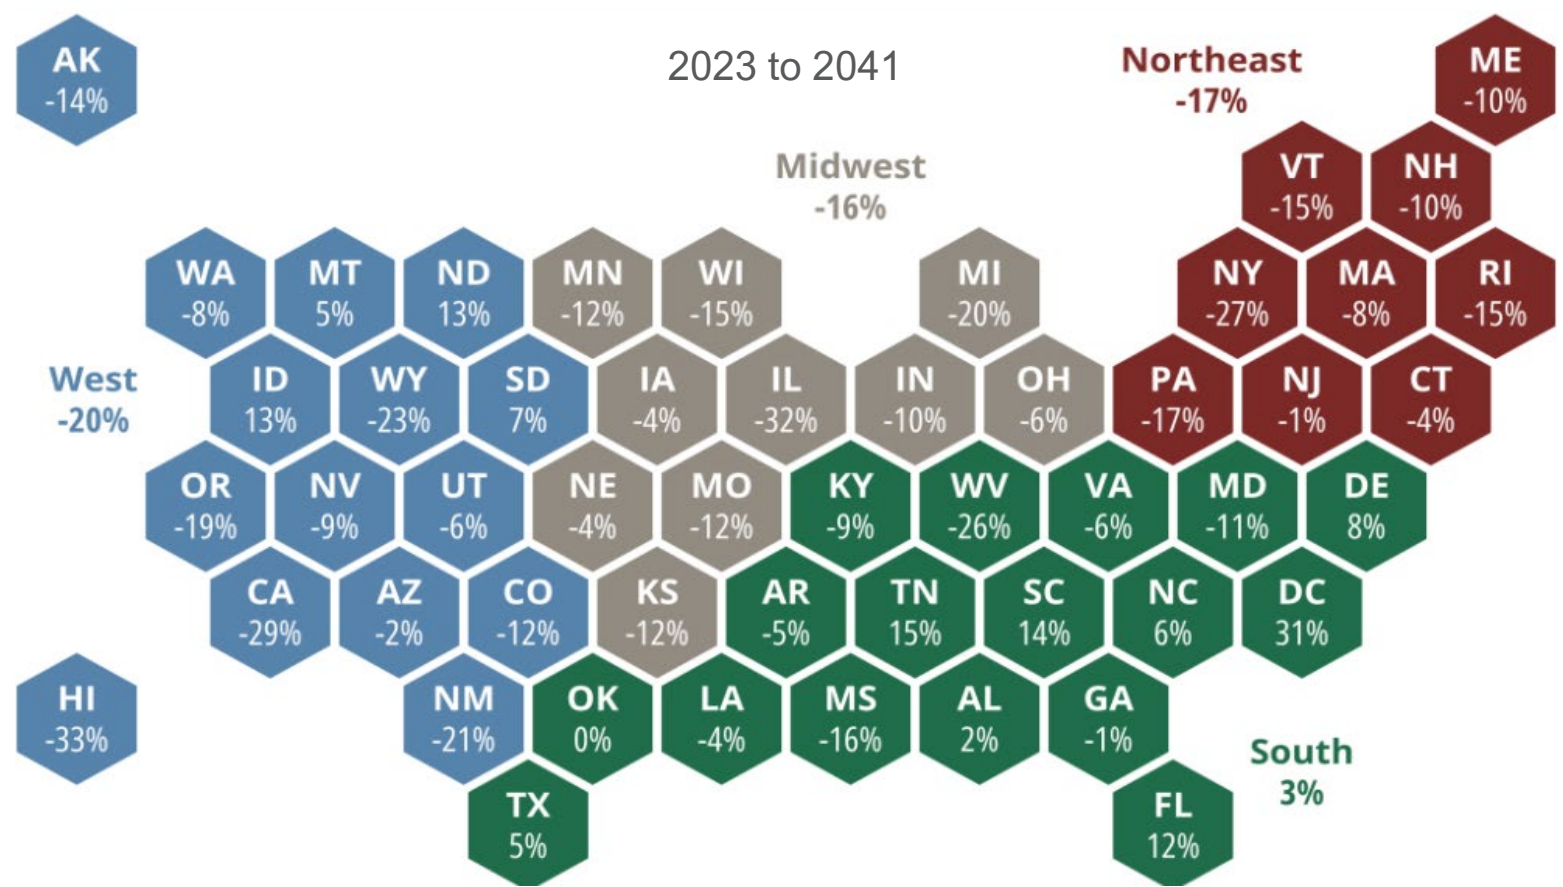 2023 to 2041
AK
-14%
Northeast
-17%
ME
-10%
Midwest
-16%
VT
-15%
NH
-10%
WA
-8%
MT
5%
ND
13%
MN
-12%
WI
-15%
MI
-20%
NY
-27%
MA
-8%
RI
-15%
West
-20%
ID
13%
WY
-23%
SD
7%
IA
-4%
IL
-32%
IN
-10%
OH
-6%
PA
-17%
NJ
-1%
CT
-4%
OR
-19%
NV
-9%
UT
-6%
NE
-4%
MO
-12%
KY
-9%
WV
-26%
VA
-6%
MD
-11%
DE
8%
CA
-29%
AZ
-2%
CO
-12%
KS
-12%
AR
-5%
TN
15%
SC
14%
NC
6%
DC
31%
HI
-33%
NM
-21%
OK
0%
LA
-4%
MS
-16%
AL
2%
GA
-1%
South
3%
TX
5%
FL
12%